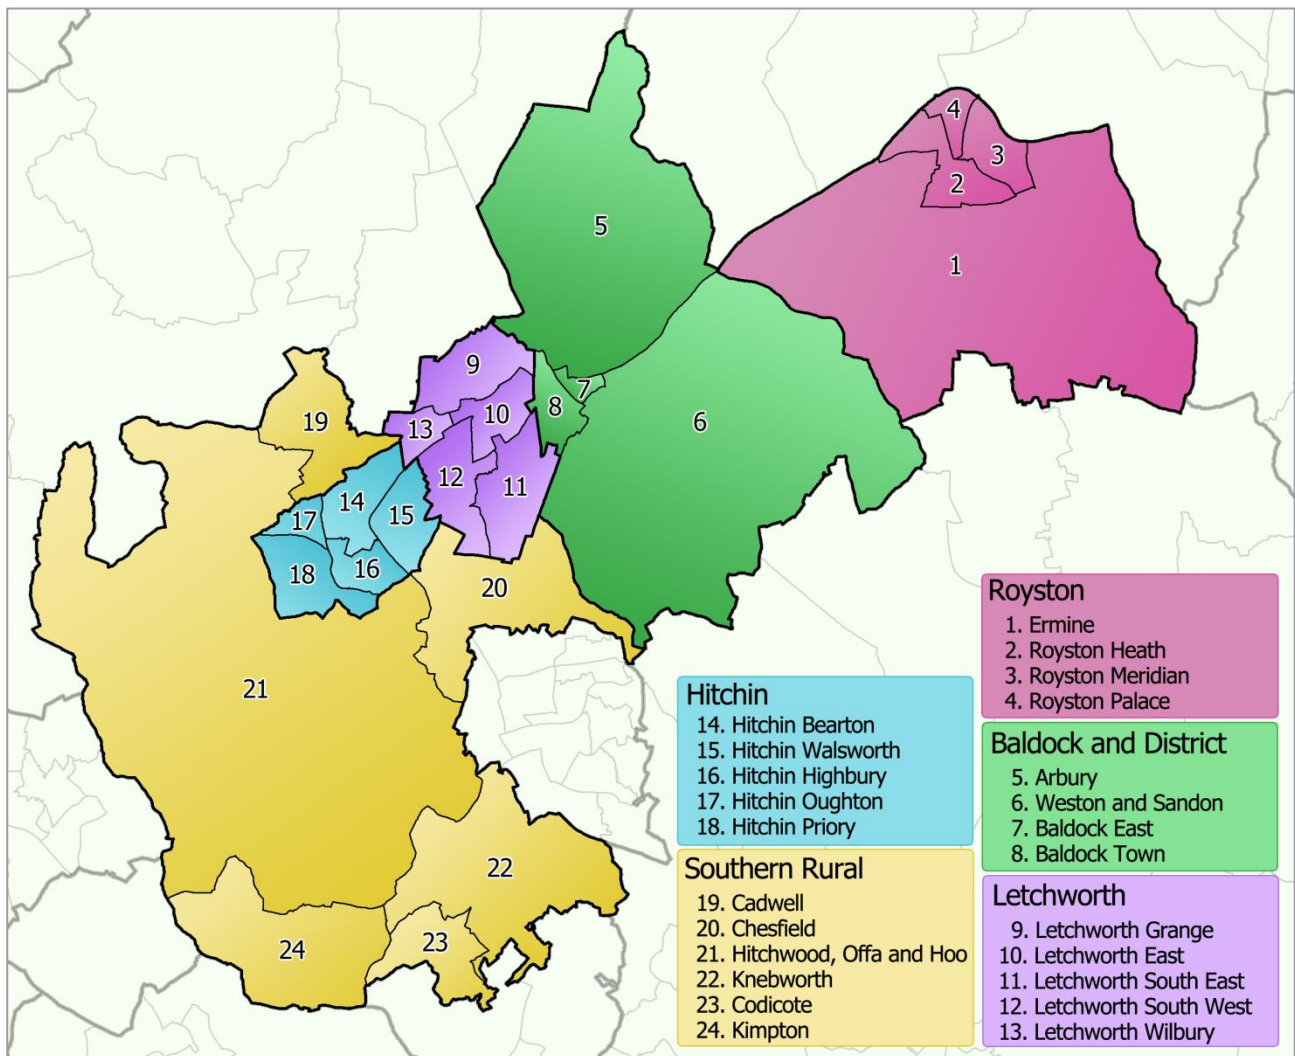 4
3
2
5
1
9
7
10
8
19
13
6
12
11
14
15
17
16
18
20
21
22
23
24
Royston
1. Ermine
2. Royston Heath
3. Royston Meridian
4. Royston Palace
Baldock and District
5. Arbury
6. Weston and Sandon
7. Baldock East
8. Baldock Town
Letchworth
9. Letchworth Grange
10. Letchworth East
11. Letchworth South East
12. Letchworth South West
13. Letchworth Wilbury
Hitchin
14. Hitchin Bearton
15. Hitchin Walsworth
16. Hitchin Highbury
17. Hitchin Oughton
18. Hitchin Priory
Southern Rural
19. Cadwell
20. Chesfield
21. Hitchwood, Offa and Hoo
22. Knebworth
23. Codicote
24. Kimpton